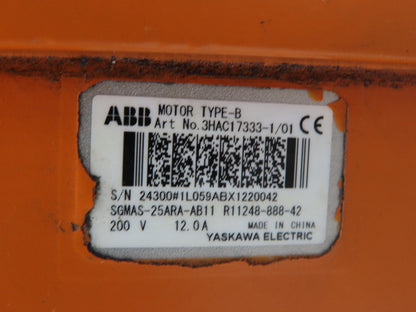 ABB MOTOR TYPE-B
Art No.3HAC17333-1/01 CE
S/N 24300#1L059ABX1220042
SGMAS-25ARA-AB11 R11248-888-42
200 V 12.0A MADE IN CHINA
YASKAWA ELECTRIC